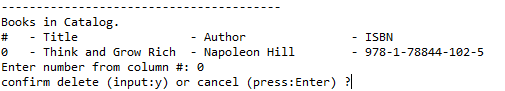 ----------------------------------------
Books in Catalog.
#   - Title               - Author              - ISBN
0   - Think and Grow Rich - Napoleon Hill       - 978-1-78844-102-5
Enter number from column #: 0
confirm delete (input:y) or cancel (press:Enter) ?